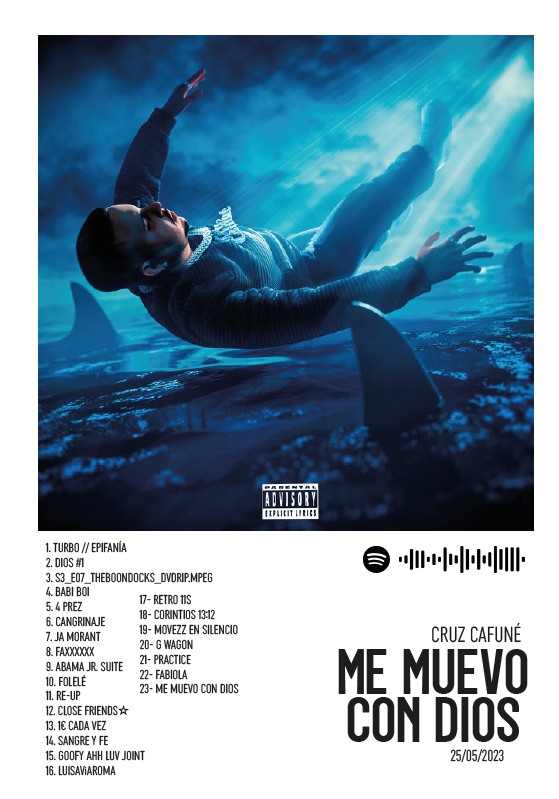 PARENTAL
ADVISORY
EXPLICIT LYRICS
1. TURBO // EPIFANÍA
2. DIOS #1
3. S3_E07_THEBOONDOCKS_DVDRIP.MPEG
4. BABI BOI
5. 4 PREZ
6. CANGRINAJE
7. JA MORANT
8. FAXXXXXX
9. ABAMA JR. SUITE
10. FOLELÉ
11. RE-UP
12. CLOSE FRIENDS☆
13. 1€ CADA VEZ
14. SANGRE Y FE
15. GOOFY AHH LUV JOINT
16. LUISAViAROMA
17- RETRO 11S
18- CORINTIOS 13:12
19- MOVEZZ EN SILENCIO
20- G WAGON
21- PRACTICE
22- FABIOLA
23- ME MUEVO CON DIOS
CRUZ CAFUNÉ
ME MUEVO
CON DIOS
25/05/2023